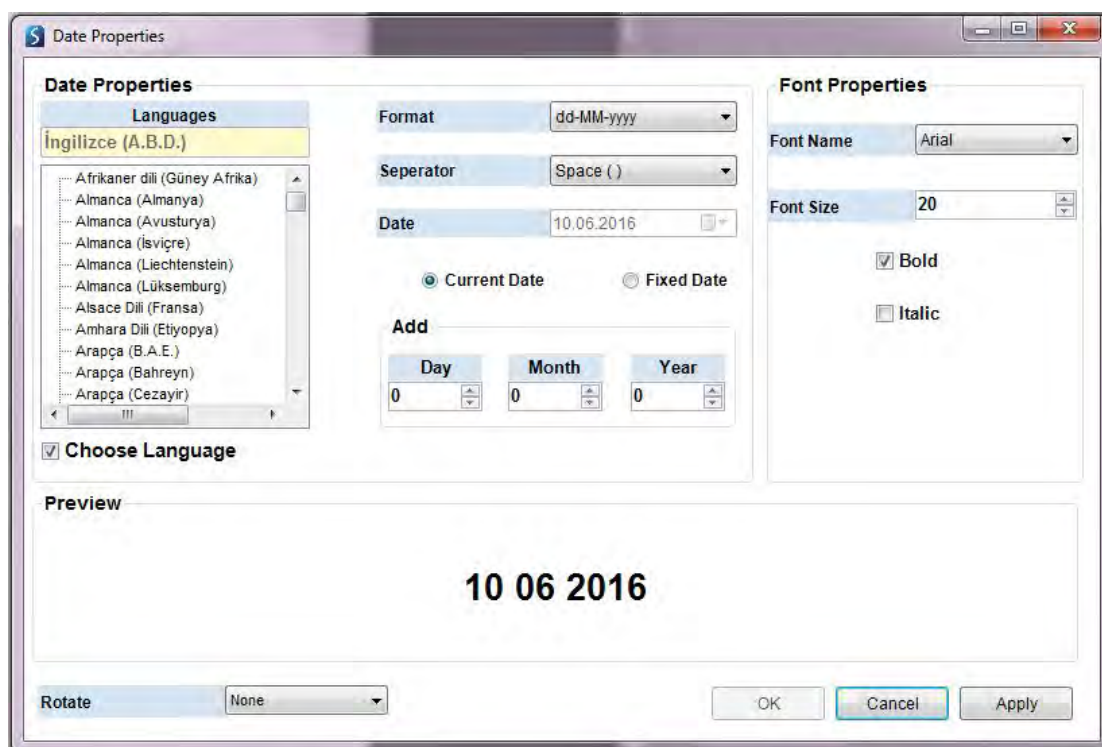 Date Properties
Date Properties
Languages
İngilizce (A.B.D.)
Afrikaner dili (Güney Afrika)
Almanca (Almanya)
Almanca (Avusturya)
Almanca (İsviçre)
Almanca (Liechtenstein)
Almanca (Lüksemburg)
Alsace Dili (Fransa)
Amhara Dili (Etiyopya)
Arapça (B.A.E.)
Arapça (Bahreyn)
Arapça (Cezayir)
Choose Language
Format dd-MM-yyyy
Seperator Space ( )
Date 10.06.2016
Current Date Fixed Date
Add
Day Month Year
0 0 0
Font Properties
Font Name Arial
Font Size 20
Bold
Italic
Preview
10 06 2016
Rotate None
OK Cancel Apply